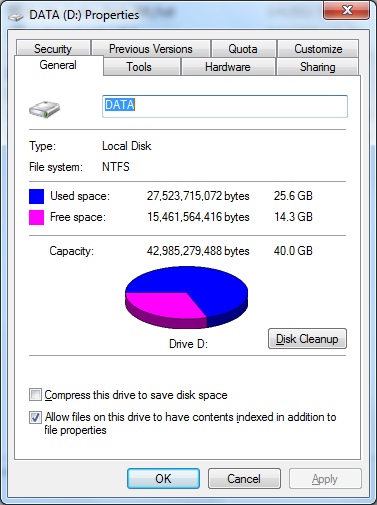 DATA (D:) Properties
Security Previous Versions Quota Customize
General Tools Hardware Sharing
DATA
Type: Local Disk
File system: NTFS
Used space: 27,523,715,072 bytes 25.6 GB
Free space: 15,461,564,416 bytes 14.3 GB
Capacity: 42,985,279,488 bytes 40.0 GB
Drive D:
Disk Cleanup
Compress this drive to save disk space
Allow files on this drive to have contents indexed in addition to
file properties
OK Cancel Apply